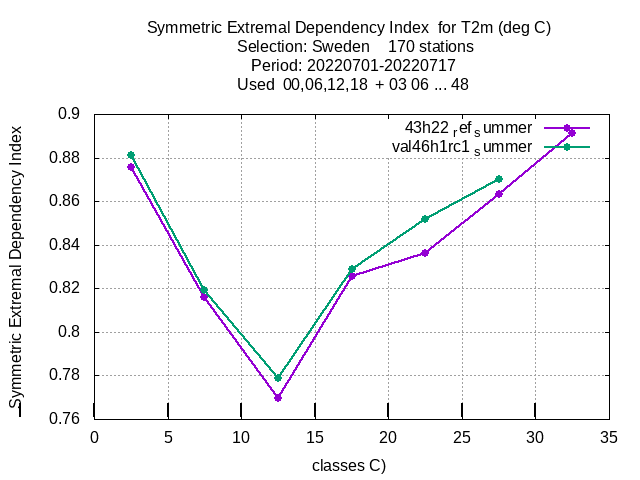 Symmetric Extremal Dependency Index for T2m (deg C)
Selection: Sweden 170 stations
Period: 20220701-20220717
Used 00,06,12,18 + 03 06 ... 48
43h22 ref summer
val46h1rc1 summer
Symmetric Extremal Dependency Index
0.9
0.88
0.86
0.84
0.82
0.8
0.78
0.76
0 5 10 15 20 25 30 35
classes C)